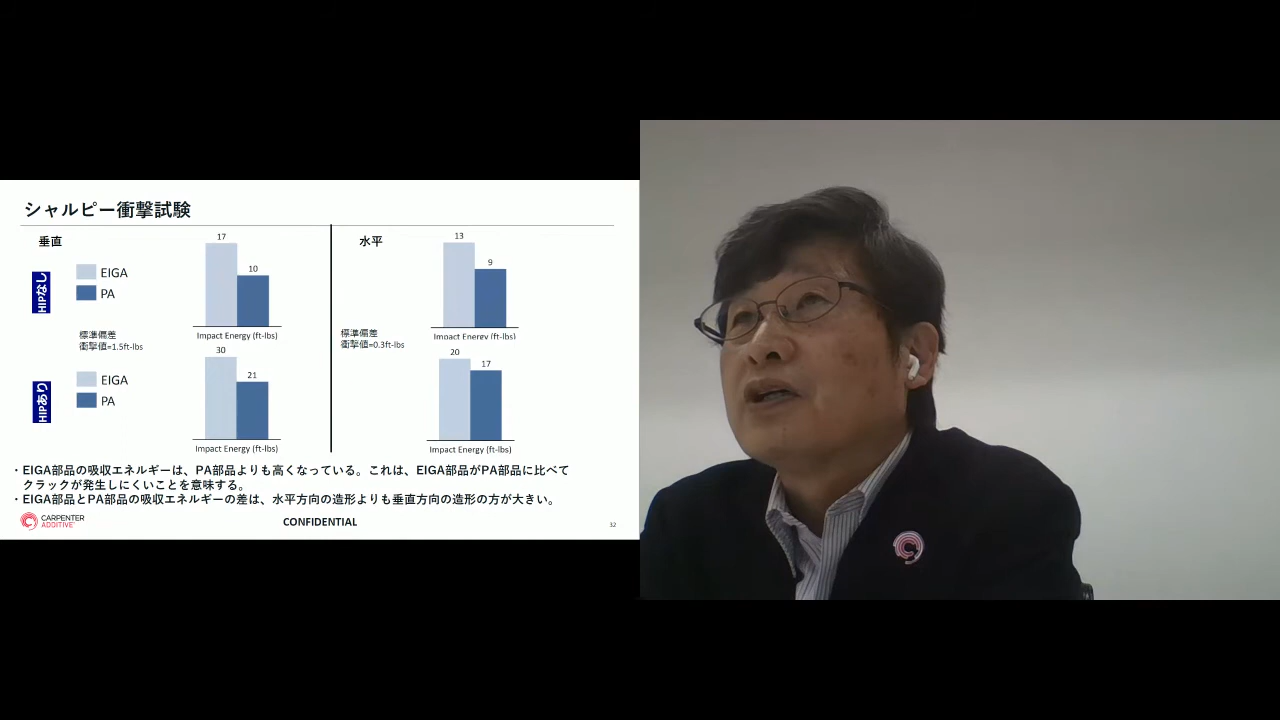 シャルピー衝撃試験
垂直
水平
HIPなし
EIGA
PA
17
10
Impact Energy (ft-lbs)
13
9
Impact Energy (ft-lbs)
標準偏差
衝撃値=1.5ft-lbs
標準偏差
衝撃値=0.3ft-lbs
HIPあり
EIGA
PA
30
21
Impact Energy (ft-lbs)
20
17
Impact Energy (ft-lbs)
・EIGA部品の吸収エネルギーは、PA部品よりも高くなっている。これは、EIGA部品がPA部品に比べて
クラックが発生しにくいことを意味する。
・EIGA部品とPA部品の吸収エネルギーの差は、水平方向の造形よりも垂直方向の造形の方が大きい。
CARPENTER
ADDITIVE
CONFIDENTIAL
32